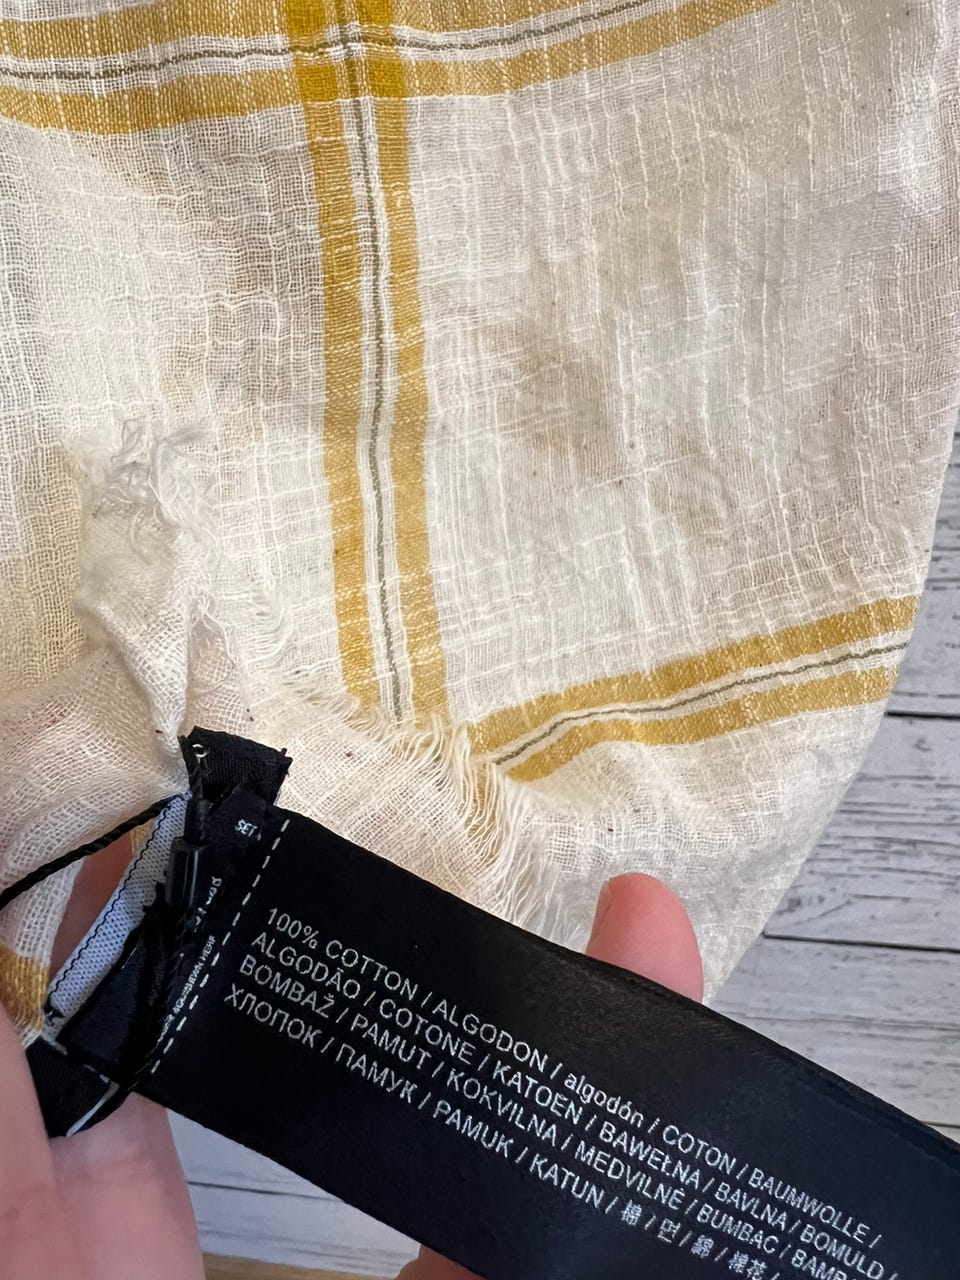 SET
100% COTTON / ALGODON / algodón / COTON / BAUMWOLLE /
ALGODÃO / COTONE / KATOEN / BAWEŁNA / BAVLNA / BOMULD /
BOMBAŽ / PAMUT / KOKVILNA / MEDVILNĖ / BUMBAC /
ХЛОПОК / ПАМУК / PAMUK / KATUN / 棉 / 면 / 綿 / 棉花